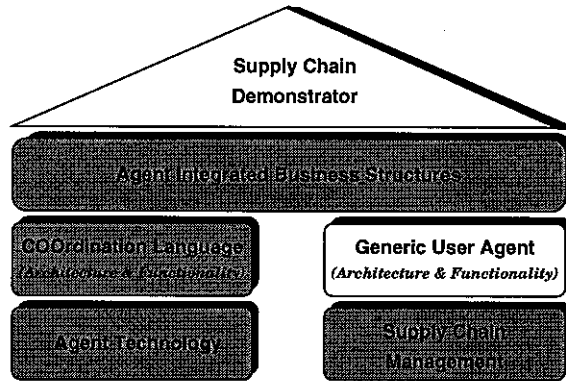 Supply Chain
Demonstrator
Agent Integrated Business Structures
COOrdination Language
(Architecture & Functionality)
Generic User Agent
(Architecture & Functionality)
Agent Technology
Supply Chain
Management